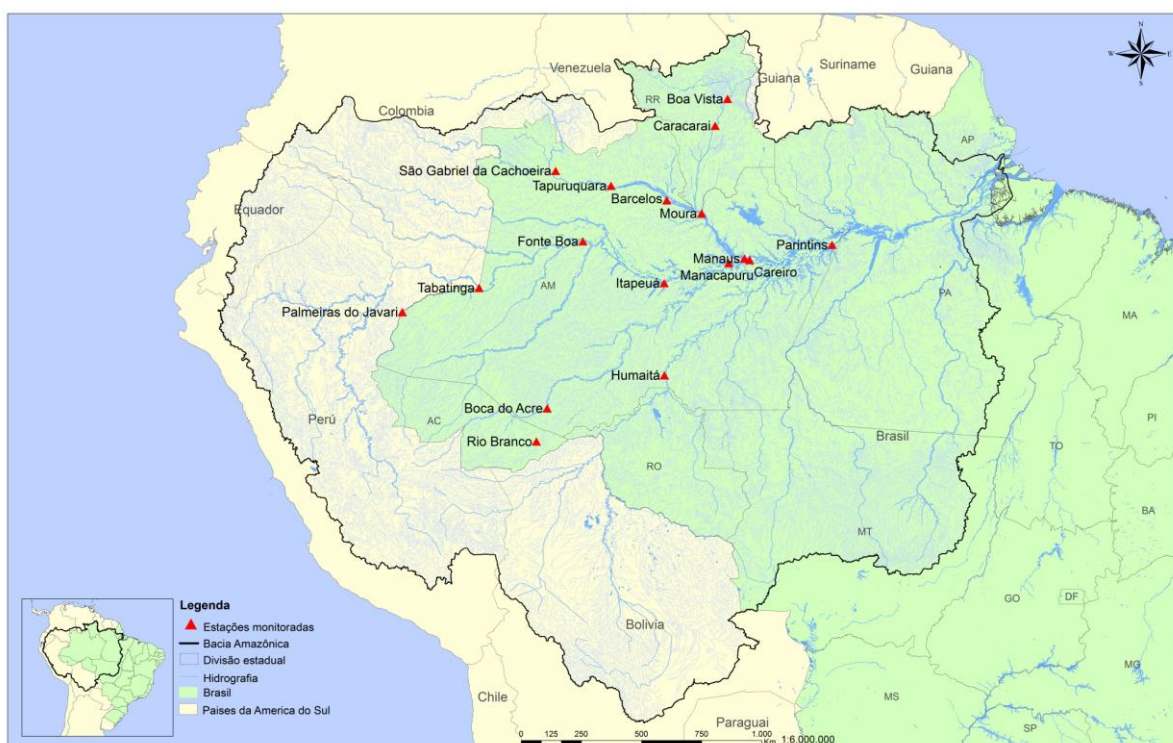 N
W
E
S
Venezuela
Guiana
Suriname
Guiana
Colombia
RR
Boa Vista
Caracarai
AP
São Gabriel da Cachoeira
Tapuruquara
Barcelos
Moura
Equador
Fonte Boa
Parintins
Manaus
Careiro
Manacapuru
Itapeuá
Tabatinga
AM
PA
Palmeiras do Javari
MA
Humaitá
Boca do Acre
Perú
AC
PI
Rio Branco
Brasil
TO
RO
BA
MT
GO
DF
Bolívia
MG
Chile
MS
Paraguai
SP
Legenda
Estações monitoradas
Bacia Amazônica
Divisão estadual
Hidrografia
Brasil
Paises da America do Sul
0 125 250 500 750 1.000
Km
1:6.000.000